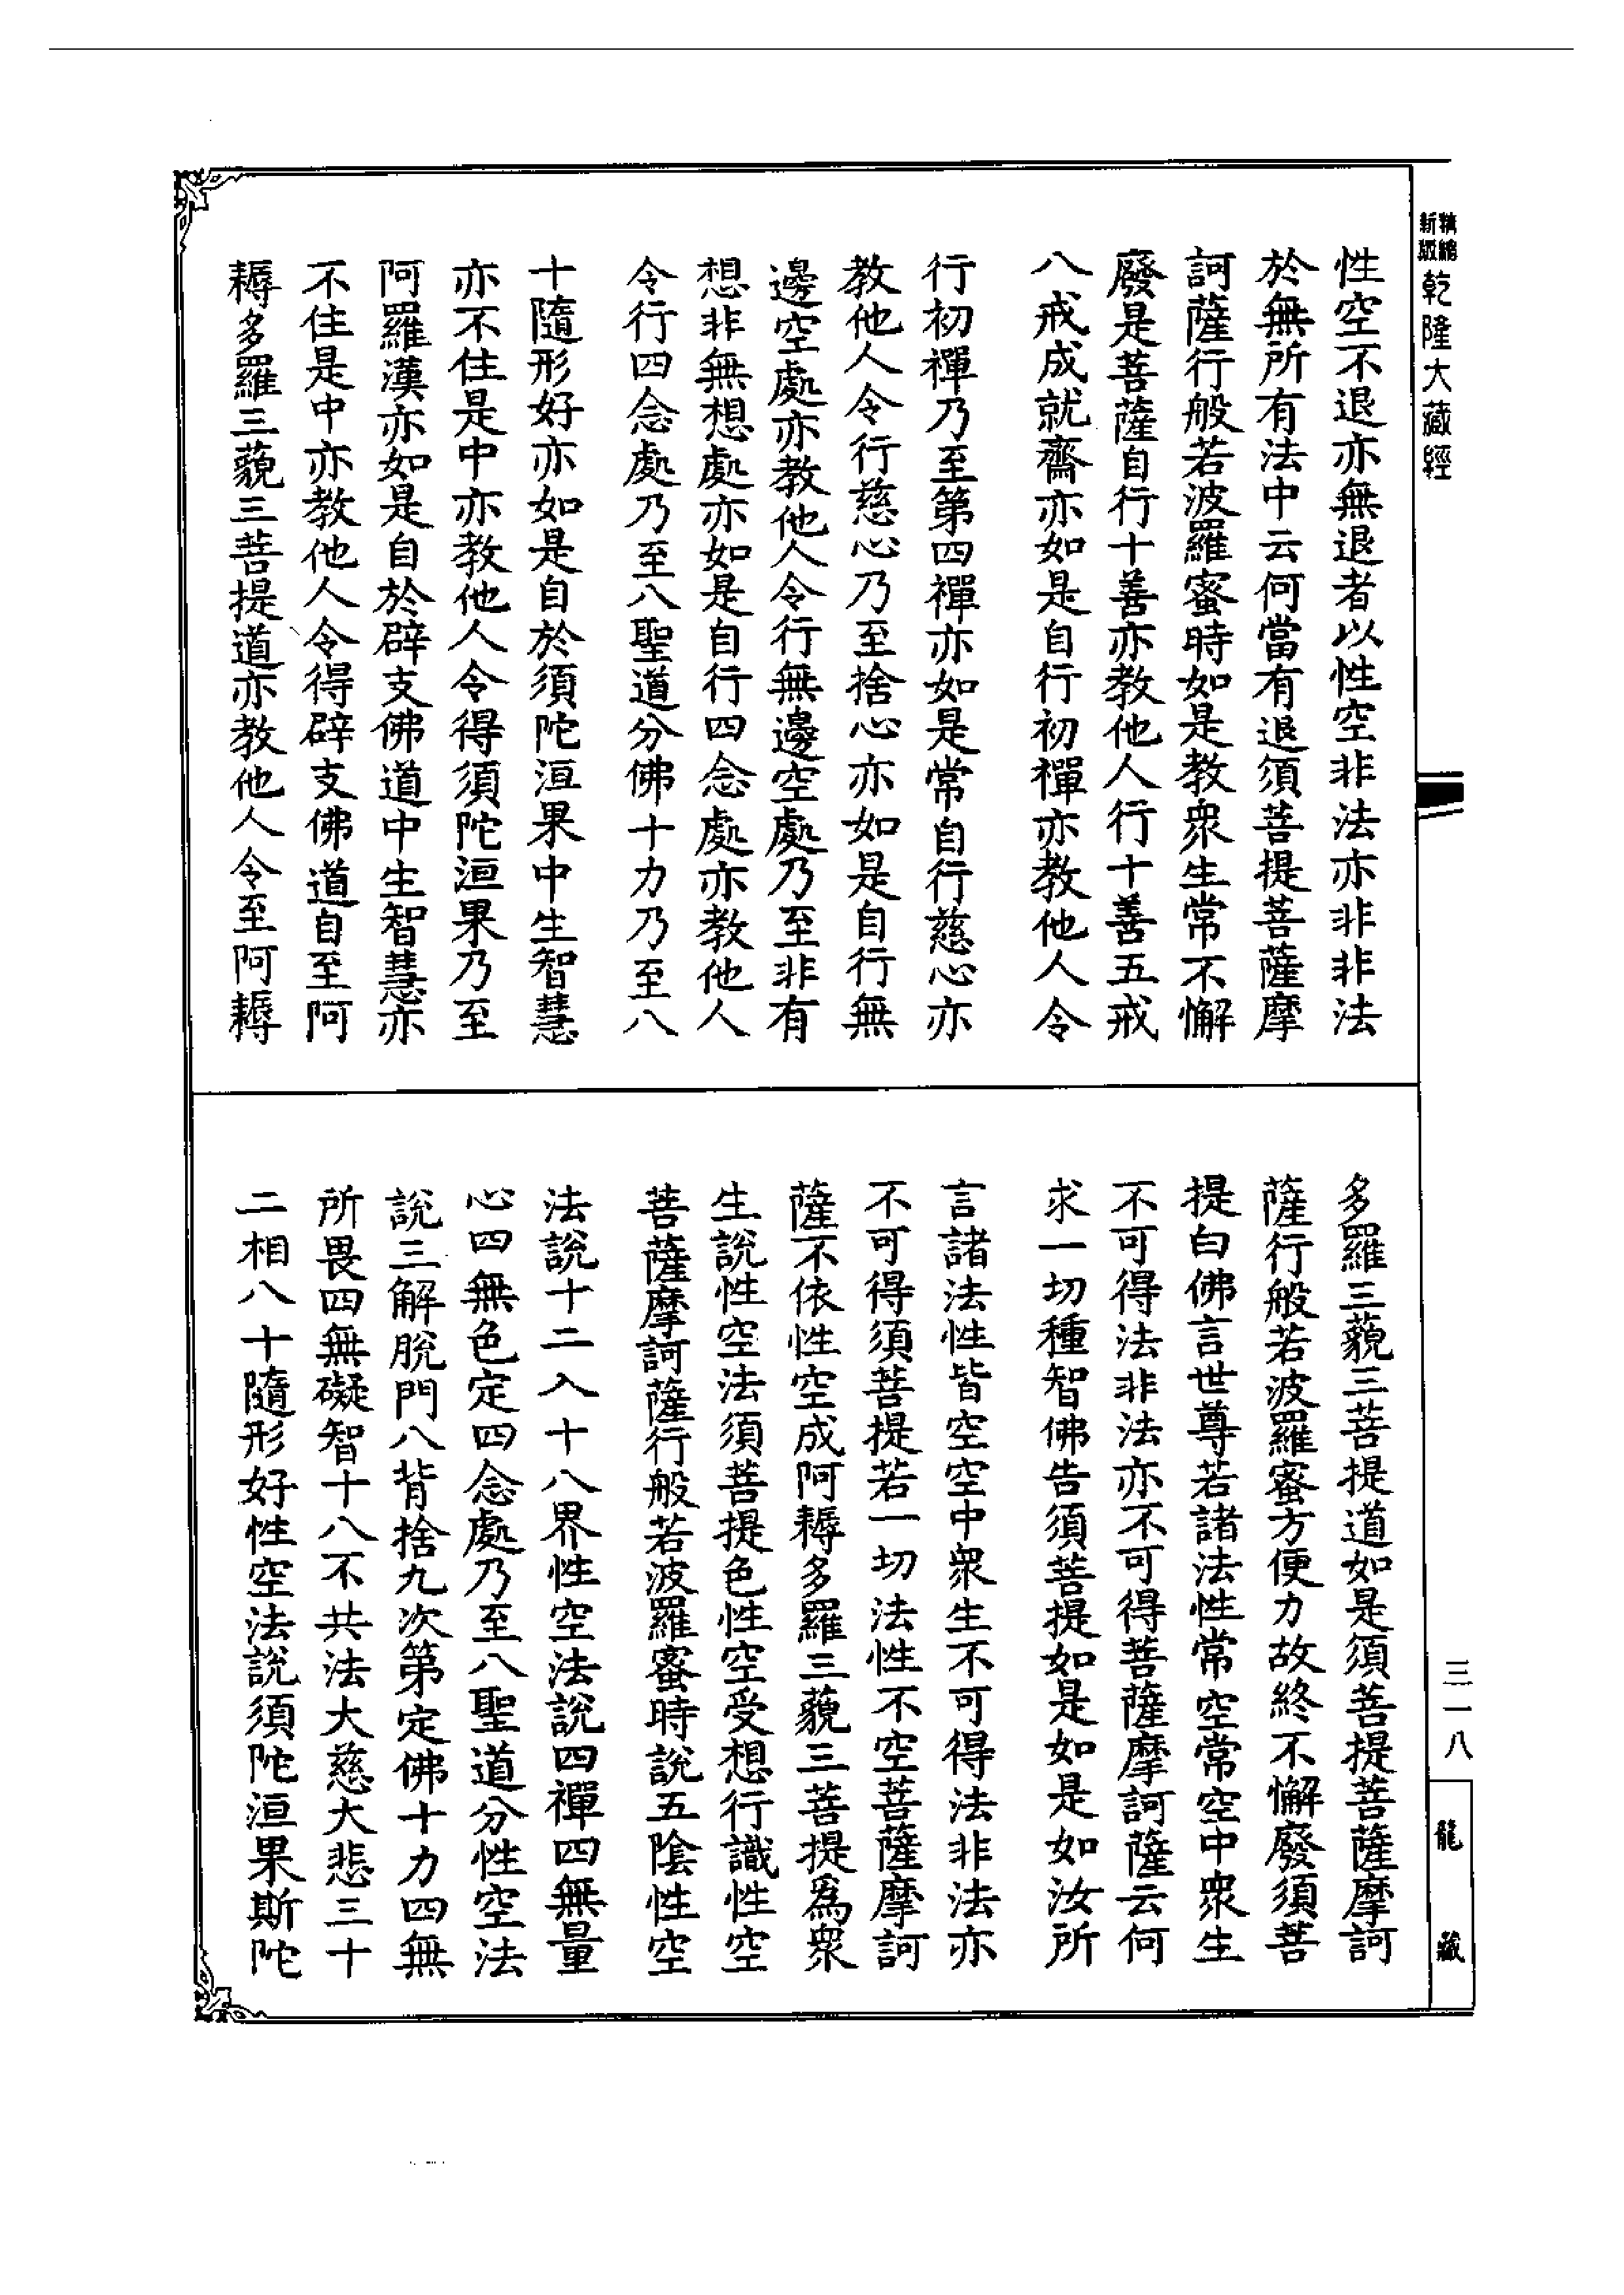 精縮新版乾隆大藏經
性空不退亦無退者以性空非法亦非非法
於無所有法中云何當有退須菩提菩薩摩
訶薩行般若波羅蜜時如是教衆生常不懈
廢是菩薩自行十善亦教他人行十善五戒
八戒成就齋亦如是自行初禪亦教他人令
行初禪乃至第四禪亦如是常自行慈心亦
教他人令行慈心乃至捨心亦如是自行無
邊空處亦教他人令行無邊空處乃至非有
想非無想處亦如是自行四念處亦教他人
令行四念處乃至八聖道分佛十力乃至八
十隨形好亦如是自於須陀洹果中生智慧
亦不住是中亦教他人令得須陀洹果乃至
阿羅漢亦如是自於辟支佛道中生智慧亦
不住是中亦教他人令得辟支佛道自至阿
耨多羅三藐三菩提道亦教他人令至阿耨
多羅三藐三菩提道如是須菩提菩薩摩訶
薩行般若波羅蜜方便力故終不懈廢須菩
提白佛言世尊若諸法性常空常空中衆生
不可得法非法亦不可得菩薩摩訶薩云何
求一切種智佛告須菩提如是如是如汝所
言諸法性皆空空中衆生不可得法非法亦
不可得須菩提若一切法性不空菩薩摩訶
薩不依性空成阿耨多羅三藐三菩提爲衆
生說性空法須菩提色性空受想行識性空
菩薩摩訶薩行般若波羅蜜時說五陰性空
法說十二入十八界性空法說四禪四無量
心四無色定四念處乃至八聖道分性空法
說三解脫門八背捨九次第定佛十力四無
所畏四無礙智十八不共法大慈大悲三十
二相八十隨形好性空法說須陀洹果斯陀
三一八
龍藏